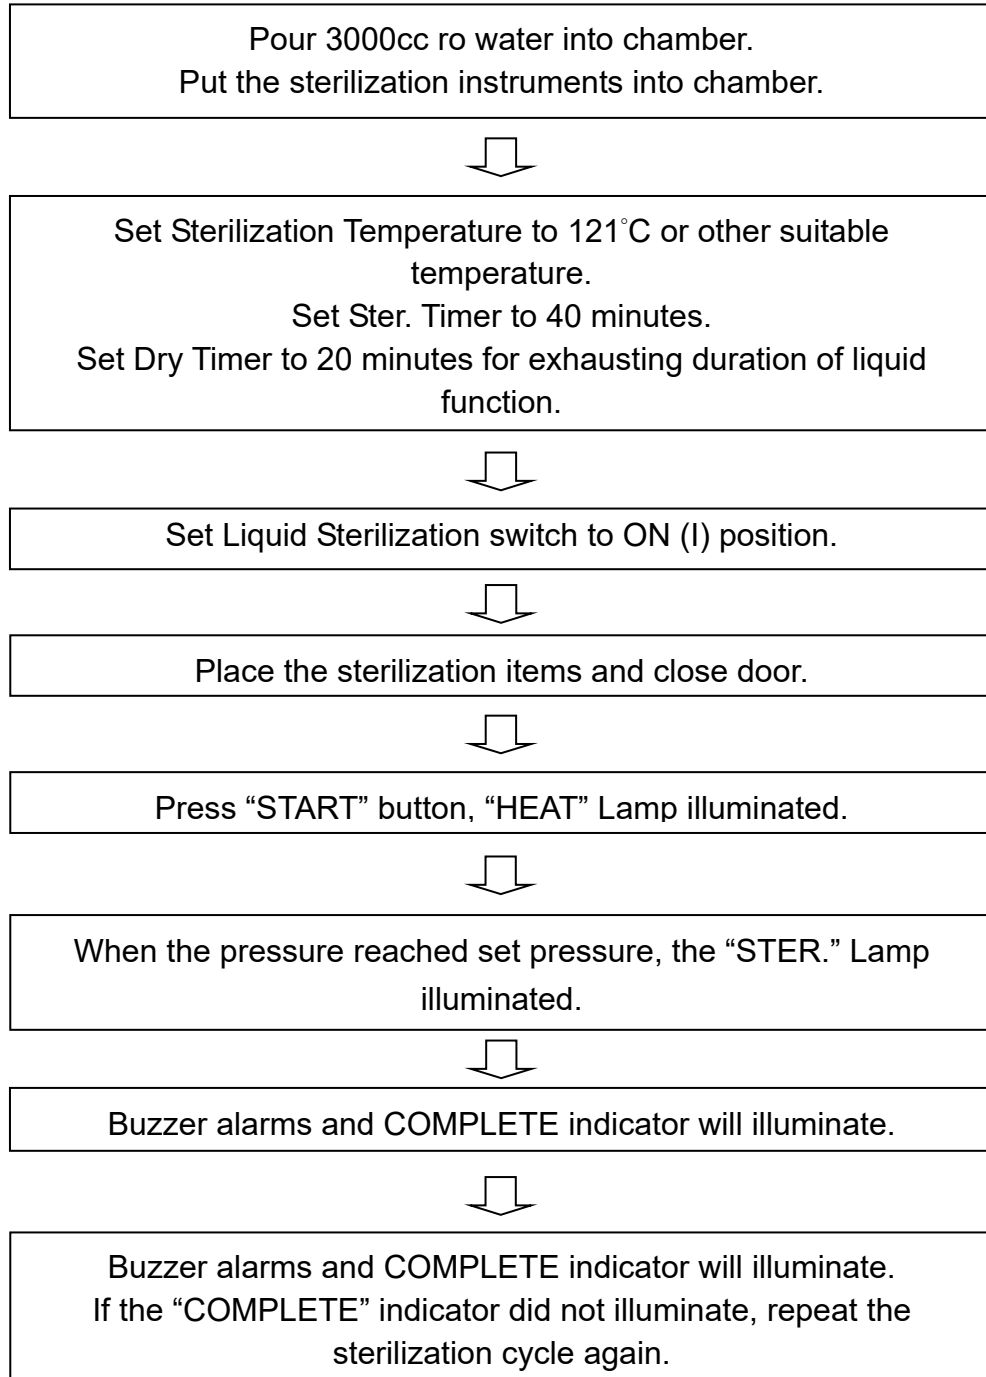 Pour 3000cc ro water into chamber.
Put the sterilization instruments into chamber.
Set Sterilization Temperature to 121°C or other suitable
temperature.
Set Ster. Timer to 40 minutes.
Set Dry Timer to 20 minutes for exhausting duration of liquid
function.
Set Liquid Sterilization switch to ON (I) position.
Place the sterilization items and close door.
Press “START” button, “HEAT” Lamp illuminated.
When the pressure reached set pressure, the “STER.” Lamp
illuminated.
Buzzer alarms and COMPLETE indicator will illuminate.
Buzzer alarms and COMPLETE indicator will illuminate.
If the “COMPLETE” indicator did not illuminate, repeat the
sterilization cycle again.